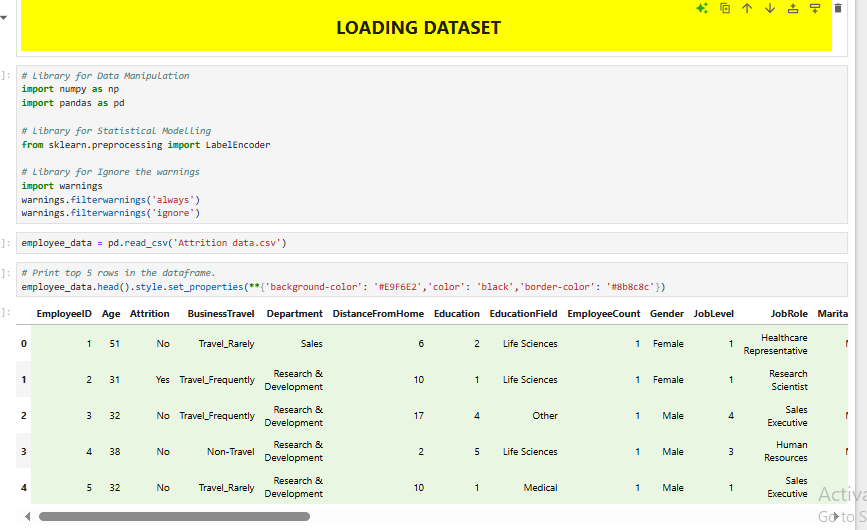 LOADING DATASET
]:
# Library for Data Manipulation
import numpy as np
import pandas as pd
# Library for Statistical Modelling
from sklearn.preprocessing import LabelEncoder
# Library for Ignore the warnings
import warnings
warnings.filterwarnings('always')
warnings.filterwarnings('ignore')
]: employee_data = pd.read_csv('Attrition data.csv')
]: # Print top 5 rows in the dataframe.
employee_data.head().style.set_properties(**{'background-color': '#E9F6E2','color': 'black','border-color': '#8b8c8c'})
]:
EmployeeID Age Attrition BusinessTravel Department DistanceFromHome Education EducationField EmployeeCount Gender JobLevel JobRole Marita
0 1 51 No Travel_Rarely Sales 6 2 Life Sciences 1 Female 1 Healthcare Representative
1 2 31 Yes Travel_Frequently Research & Development 10 1 Life Sciences 1 Female 1 Research Scientist
2 3 32 No Travel_Frequently Research & Development 17 4 Other 1 Male 4 Sales Executive
3 4 38 No Non-Travel Research & Development 2 5 Life Sciences 1 Male 3 Human Resources
4 5 32 No Travel_Rarely Research & Development 10 1 Medical 1 Male 1 Sales Executive
Activa
Go to S